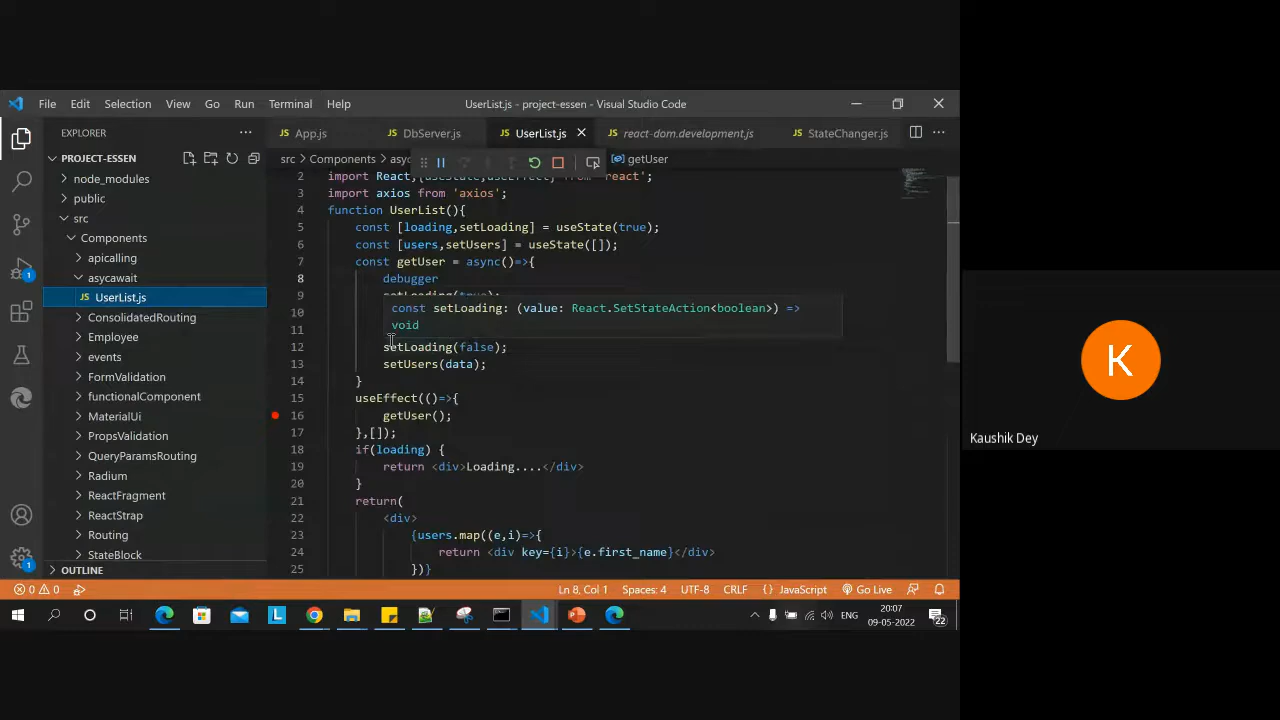 File Edit Selection View Go Run Terminal Help
UserList.js - project-essen - Visual Studio Code
EXPLORER
App.js DbServer.js UserList.js react-dom.development.js StateChanger.js
PROJECT-ESSEN
src > Components > asyc
getUser
node_modules
public
src
Components
apicalling
asycawait
UserList.js
ConsolidatedRouting
Employee
events
FormValidation
functionalComponent
MaterialUi
PropsValidation
QueryParamsRouting
Radium
ReactFragment
ReactStrap
Routing
StateBlock
OUTLINE
2 import React,{useState,useEffect} from 'react';
3 import axios from 'axios';
4 function UserList(){
5 const [loading,setLoading] = useState(true);
6 const [users,setUsers] = useState([]);
7 const getUser = async()=>{
8 debugger
9 setLoading(true);
10
11
const setLoading: (value: React.SetStateAction<boolean>) =>
void
12 setLoading(false);
13 setUsers(data);
14 }
15 useEffect(()=>{
16 getUser();
17 },[]);
18 if(loading) {
19 return <div>Loading....</div>
20 }
21 return(
22 <div>
23 {users.map((e,i)=>{
24 return <div key={i}>{e.first_name}</div>
25 })}
0 0
Ln 8, Col 1 Spaces: 4 UTF-8 CRLF {} JavaScript Go Live
ENG
20:07
09-05-2022
22
K
Kaushik Dey